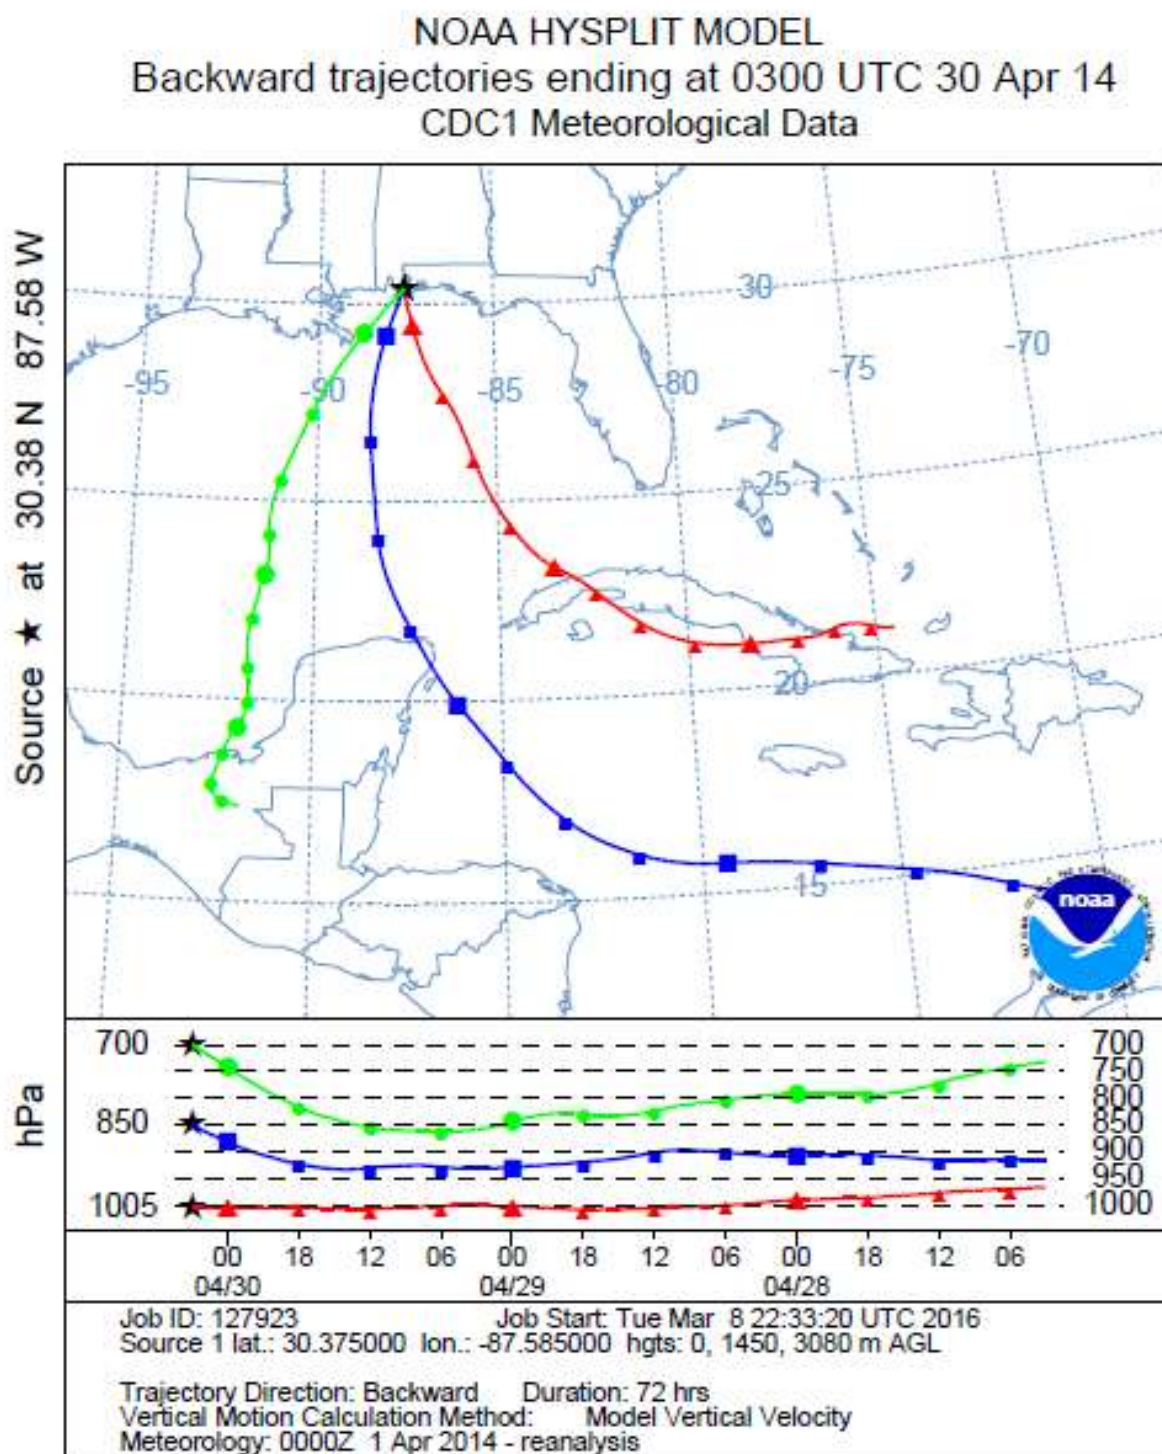 NOAA HYSPLIT MODEL
Backward trajectories ending at 0300 UTC 30 Apr 14
CDC1 Meteorological Data
Source ★ at 30.38 N 87.58 W
30
-70
-75
-80
-85
-90
-95
25
20
15
noaa
hPa
700
850
1005
700
750
800
850
900
950
1000
00 18 12 06 00 18 12 06 00 18 12 06
04/30 04/29 04/28
Job ID: 127923 Job Start: Tue Mar 8 22:33:20 UTC 2016
Source 1 lat.: 30.375000 lon.: -87.585000 hgts: 0, 1450, 3080 m AGL
Trajectory Direction: Backward Duration: 72 hrs
Vertical Motion Calculation Method: Model Vertical Velocity
Meteorology: 0000Z 1 Apr 2014 - reanalysis